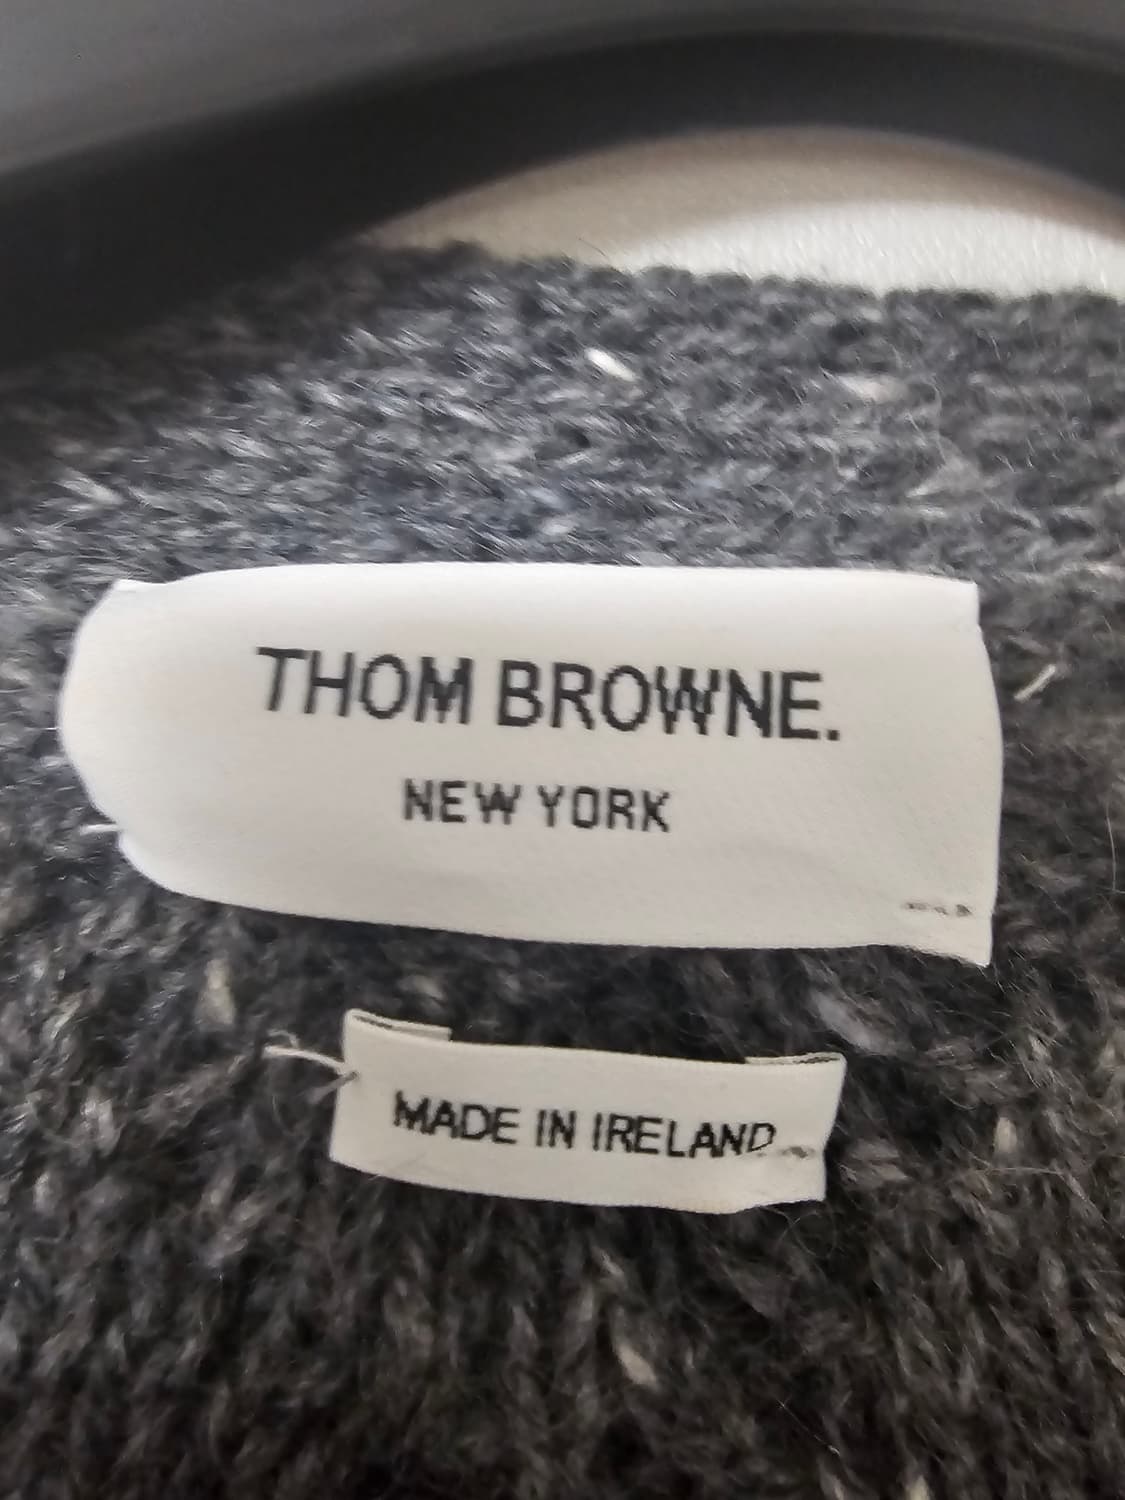 THOM BROWNE.
NEW YORK
MADE IN IRELAND